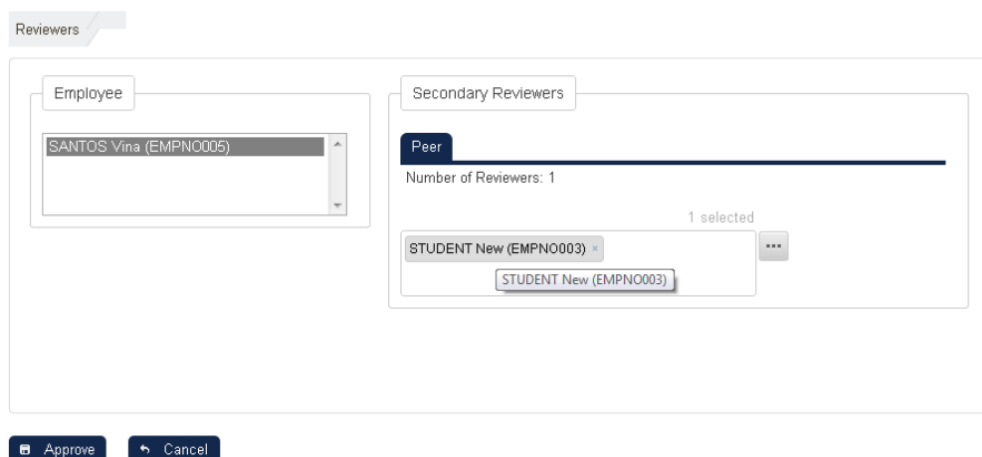 Reviewers
Employee
SANTOS Vina (EMPNO005)
Secondary Reviewers
Peer
Number of Reviewers: 1
1 selected
STUDENT New (EMPNO003) ×
STUDENT New (EMPNO003)
Approve
Cancel